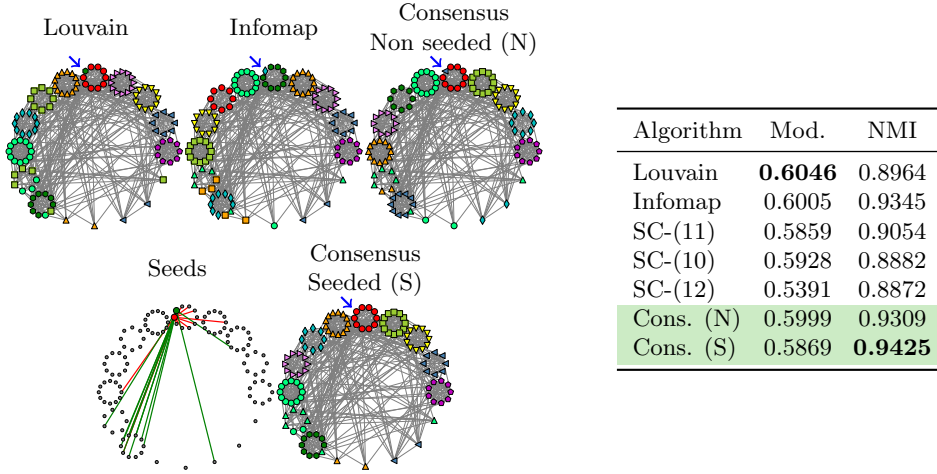 Louvain
Infomap
Consensus
Non seeded (N)
Seeds
Consensus
Seeded (S)
Algorithm Mod. NMI
Louvain 0.6046 0.8964
Infomap 0.6005 0.9345
SC-(11) 0.5859 0.9054
SC-(10) 0.5928 0.8882
SC-(12) 0.5391 0.8872
Cons. (N) 0.5999 0.9309
Cons. (S) 0.5869 0.9425